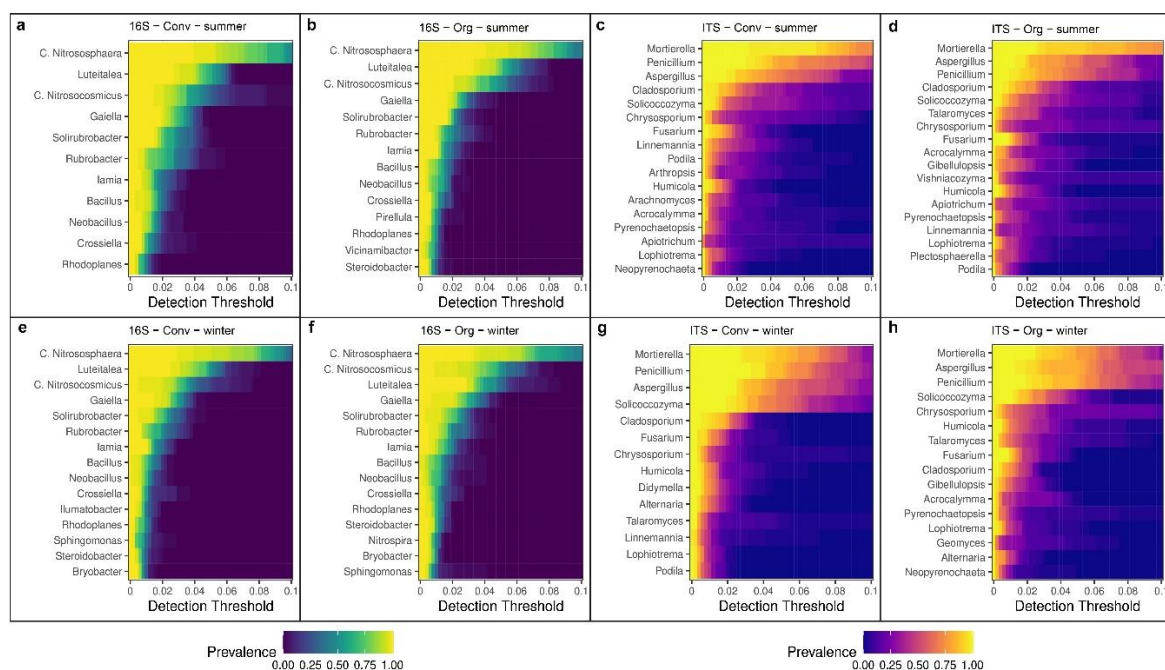 a
16S − Conv − summer
C. Nitrososphaera
Luteitalea
C. Nitrosocosmicus
Gaiella
Solirubrobacter
Rubrobacter
Iamia
Bacillus
Neobacillus
Crossiella
Rhodoplanes
0 0.02 0.04 0.06 0.08 0.1
Detection Threshold
b
16S − Org − summer
C. Nitrososphaera
Luteitalea
C. Nitrosocosmicus
Gaiella
Solirubrobacter
Rubrobacter
Iamia
Bacillus
Neobacillus
Crossiella
Pirellula
Rhodoplanes
Vicinamibacter
Steroidobacter
0 0.02 0.04 0.06 0.08 0.1
Detection Threshold
c
ITS − Conv − summer
Mortierella
Penicillium
Aspergillus
Cladosporium
Solicoccozyma
Chrysosporium
Fusarium
Linnemannia
Podila
Arthropsis
Humicola
Arachnomyces
Acrocalymma
Pyrenochaetopsis
Apiotrichum
Lophiotrema
Neopyrenochaeta
0 0.02 0.04 0.06 0.08 0.1
Detection Threshold
d
ITS − Org − summer
Mortierella
Aspergillus
Penicillium
Cladosporium
Solicoccozyma
Talaromyces
Chrysosporium
Fusarium
Acrocalymma
Gibellulopsis
Vishniacozyma
Humicola
Apiotrichum
Pyrenochaetopsis
Linnemannia
Lophiotrema
Plectosphaerella
Podila
0 0.02 0.04 0.06 0.08 0.1
Detection Threshold
e
16S − Conv − winter
C. Nitrososphaera
Luteitalea
C. Nitrosocosmicus
Gaiella
Solirubrobacter
Rubrobacter
Iamia
Bacillus
Neobacillus
Crossiella
Ilumatobacter
Rhodoplanes
Sphingomonas
Steroidobacter
Bryobacter
0 0.02 0.04 0.06 0.08 0.1
Detection Threshold
f
16S − Org − winter
C. Nitrososphaera
C. Nitrosocosmicus
Luteitalea
Gaiella
Solirubrobacter
Rubrobacter
Iamia
Bacillus
Neobacillus
Crossiella
Rhodoplanes
Steroidobacter
Nitrospira
Bryobacter
Sphingomonas
0 0.02 0.04 0.06 0.08 0.1
Detection Threshold
g
ITS − Conv − winter
Mortierella
Penicillium
Aspergillus
Solicoccozyma
Cladosporium
Fusarium
Chrysosporium
Humicola
Didymella
Alternaria
Talaromyces
Linnemannia
Lophiotrema
Podila
0 0.02 0.04 0.06 0.08 0.1
Detection Threshold
h
ITS − Org − winter
Mortierella
Aspergillus
Penicillium
Solicoccozyma
Chrysosporium
Humicola
Talaromyces
Fusarium
Cladosporium
Gibellulopsis
Acrocalymma
Pyrenochaetopsis
Lophiotrema
Geomyces
Alternaria
Neopyrenochaeta
0 0.02 0.04 0.06 0.08 0.1
Detection Threshold
Prevalence
0.00 0.25 0.50 0.75 1.00
Prevalence
0.00 0.25 0.50 0.75 1.00